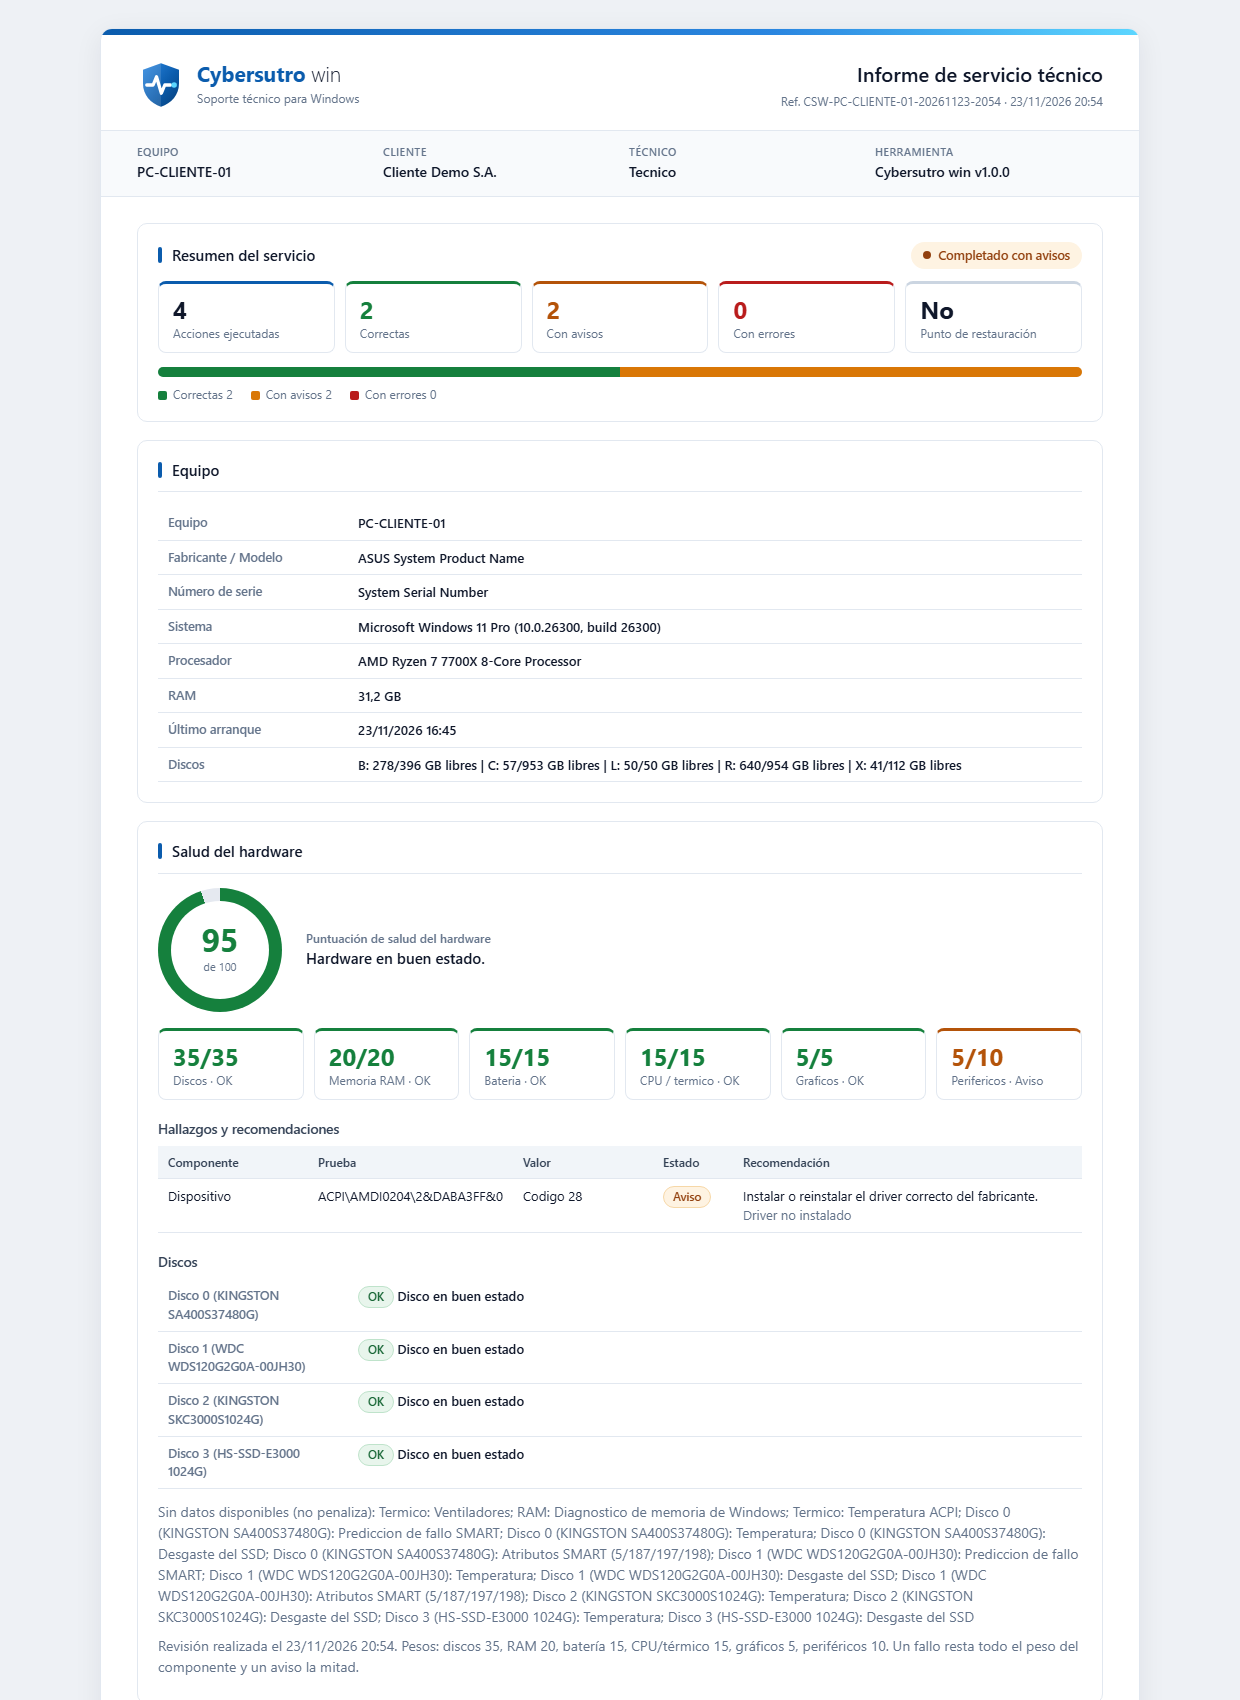 Cybersutro win
Soporte técnico para Windows
Informe de servicio técnico
Ref. CSW-PC-CLIENTE-01-20261123-2054 · 23/11/2026 20:54
EQUIPO
PC-CLIENTE-01
CLIENTE
Cliente Demo S.A.
TÉCNICO
Tecnico
HERRAMIENTA
Cybersutro win v1.0.0
Resumen del servicio
Completado con avisos
4
Acciones ejecutadas
2
Correctas
2
Con avisos
0
Con errores
No
Punto de restauración
Correctas 2
Con avisos 2
Con errores 0
Equipo
Equipo PC-CLIENTE-01
Fabricante / Modelo ASUS System Product Name
Número de serie System Serial Number
Sistema Microsoft Windows 11 Pro (10.0.26300, build 26300)
Procesador AMD Ryzen 7 7700X 8-Core Processor
RAM 31,2 GB
Último arranque 23/11/2026 16:45
Discos B: 278/396 GB libres | C: 57/953 GB libres | L: 50/50 GB libres | R: 640/954 GB libres | X: 41/112 GB libres
Salud del hardware
95
de 100
Puntuación de salud del hardware
Hardware en buen estado.
35/35
Discos · OK
20/20
Memoria RAM · OK
15/15
Bateria · OK
15/15
CPU / termico · OK
5/5
Graficos · OK
5/10
Perifericos · Aviso
Hallazgos y recomendaciones
Componente Prueba Valor Estado Recomendación
Dispositivo ACPI\AMDI0204\2&DABA3FF&0 Codigo 28 Aviso Instalar o reinstalar el driver correcto del fabricante.
Driver no instalado
Discos
Disco 0 (KINGSTON
SA400S37480G)
OK Disco en buen estado
Disco 1 (WDC
WDS120G2G0A-00JH30)
OK Disco en buen estado
Disco 2 (KINGSTON
SKC3000S1024G)
OK Disco en buen estado
Disco 3 (HS-SSD-E3000
1024G)
OK Disco en buen estado
Sin datos disponibles (no penaliza): Termico: Ventiladores; RAM: Diagnostico de memoria de Windows; Termico: Temperatura ACPI; Disco 0
(KINGSTON SA400S37480G): Prediccion de fallo SMART; Disco 0 (KINGSTON SA400S37480G): Temperatura; Disco 0 (KINGSTON SA400S37480G):
Desgaste del SSD; Disco 0 (KINGSTON SA400S37480G): Atributos SMART (5/187/197/198); Disco 1 (WDC WDS120G2G0A-00JH30): Prediccion de fallo
SMART; Disco 1 (WDC WDS120G2G0A-00JH30): Temperatura; Disco 1 (WDC WDS120G2G0A-00JH30): Desgaste del SSD; Disco 1 (WDC
WDS120G2G0A-00JH30): Atributos SMART (5/187/197/198); Disco 2 (KINGSTON SKC3000S1024G): Temperatura; Disco 2 (KINGSTON
SKC3000S1024G): Desgaste del SSD; Disco 3 (HS-SSD-E3000 1024G): Temperatura; Disco 3 (HS-SSD-E3000 1024G): Desgaste del SSD
Revisión realizada el 23/11/2026 20:54. Pesos: discos 35, RAM 20, batería 15, CPU/térmico 15, gráficos 5, periféricos 10. Un fallo resta todo el peso del
componente y un aviso la mitad.